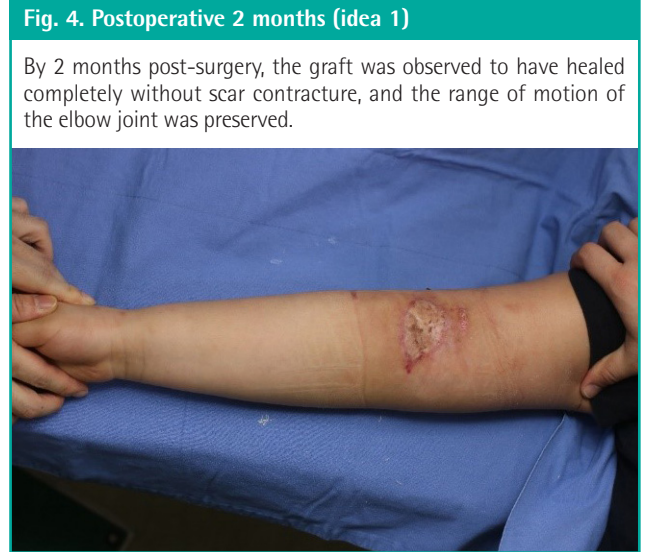 Fig. 4. Postoperative 2 months (idea 1)
By 2 months post-surgery, the graft was observed to have healed
completely without scar contracture, and the range of motion of
the elbow joint was preserved.